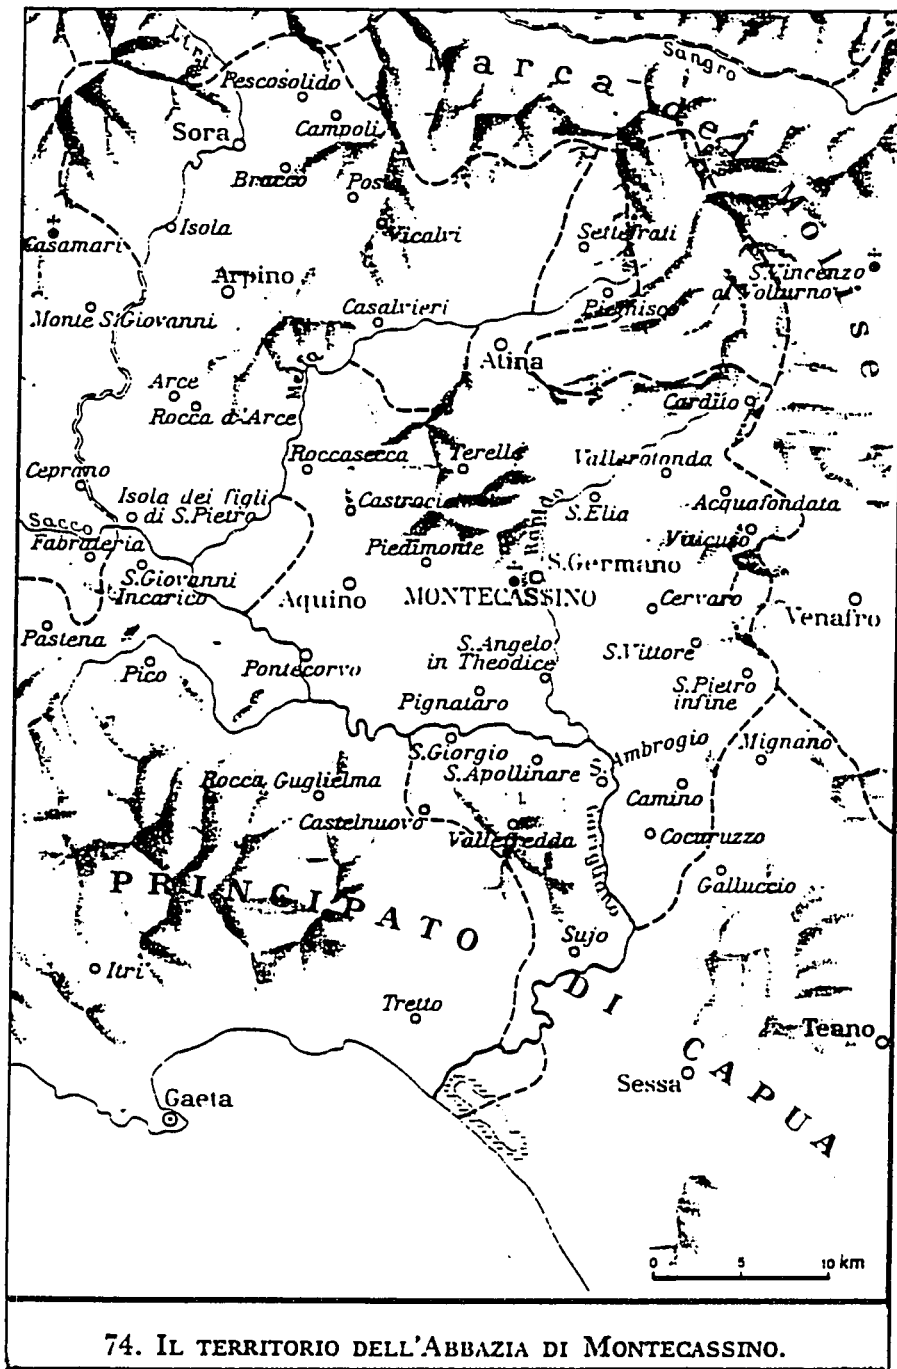 Liri
Sangro
Marca del Molise
Pescosolido
Campoli
Sora
Bracco
Posta
Isola
Vicalvi
Settefrati
Casamari
Arpino
S.Vincenzo
al Volturno
Monte S.Giovanni
Casalvieri
Picinisco
Atina
Melfa
Arce
Rocca d'Arce
Cardito
Roccasecca
Terelle
Vallerotonda
Ceprano
Isola dei figli
di S.Pietro
Castrocielo
S.Elia
Acquafondata
Sacco
Fabrateria
Piedimonte
Rapido
Viticuso
S.Giovanni
Incarico
Aquino
MONTECASSINO
S.Germano
Cervaro
Venafro
Pastena
Pico
Pontecorvo
S.Angelo
in Theodice
S.Vittore
Pignataro
S.Pietro
infine
S.Giorgio
S.Apollinare
S. Ambrogio
Mignano
Rocca Guglielma
Camino
Castelnuovo
Vallefredda
Garigliano
Cocuruzzo
Galluccio
PRINCIPATO DI CAPUA
Sujo
Itri
Tretto
Teano
Sessa
Gaeta
0 5 10 km
74. IL TERRITORIO DELL'ABBAZIA DI MONTECASSINO.